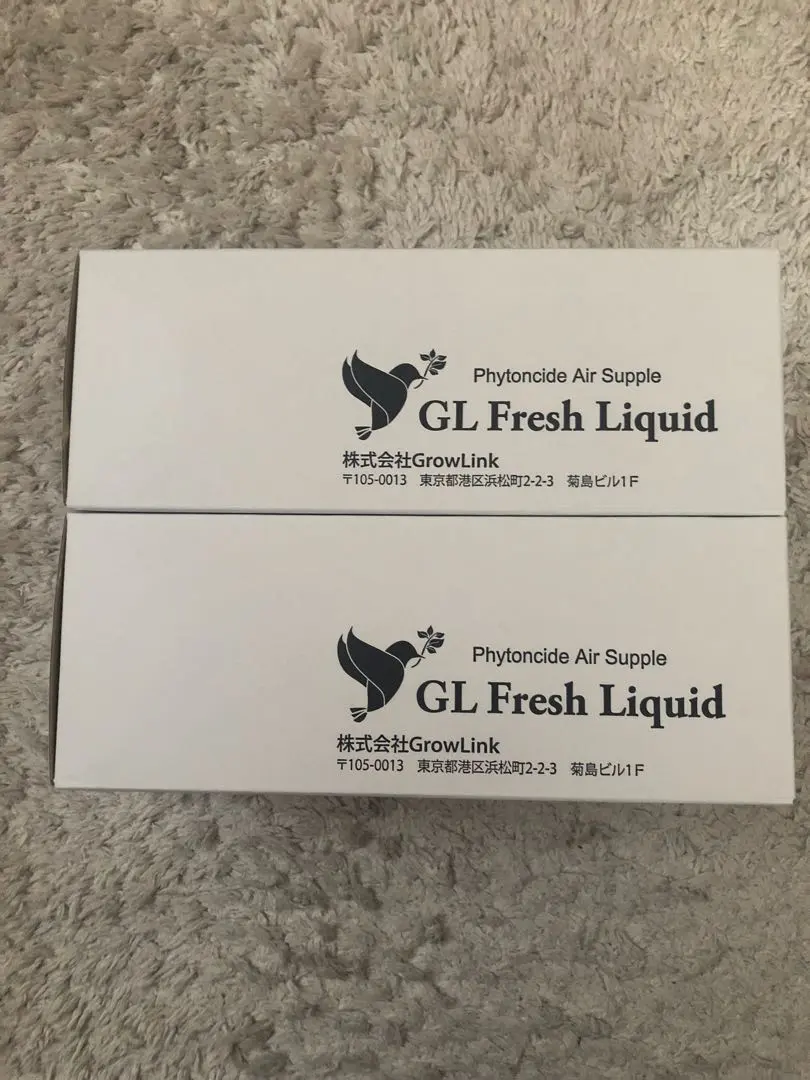 Phytoncide Air Supple
GL Fresh Liquid
株式会社GrowLink
〒105-0013 東京都港区浜松町2-2-3 菊島ビル1F
Phytoncide Air Supple
GL Fresh Liquid
株式会社GrowLink
〒105-0013 東京都港区浜松町2-2-3 菊島ビル1F